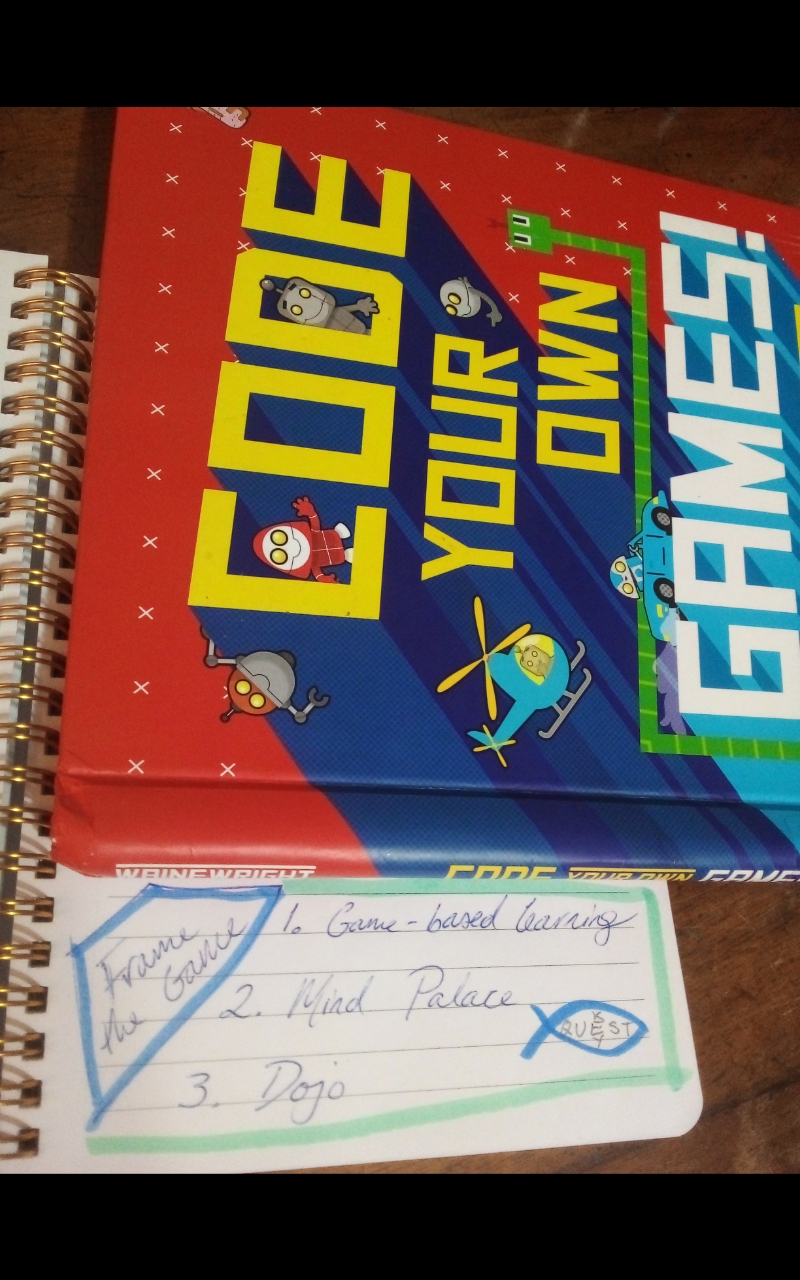 CODE
YOUR
OWN
GAMES!
WAINEWRIGHT CODE YOUR OWN GAMES
Frame
the Game
1. Game-based learning
2. Mind Palace
QUEST
KEY
3. Dojo